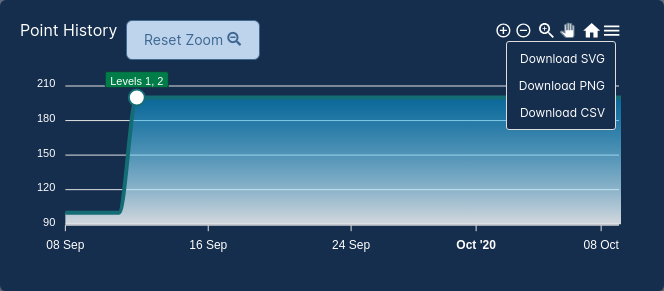 Point History
Reset Zoom
Download SVG
Download PNG
Download CSV
Levels 1, 2
210
180
150
120
90
08 Sep
16 Sep
24 Sep
Oct '20
08 Oct